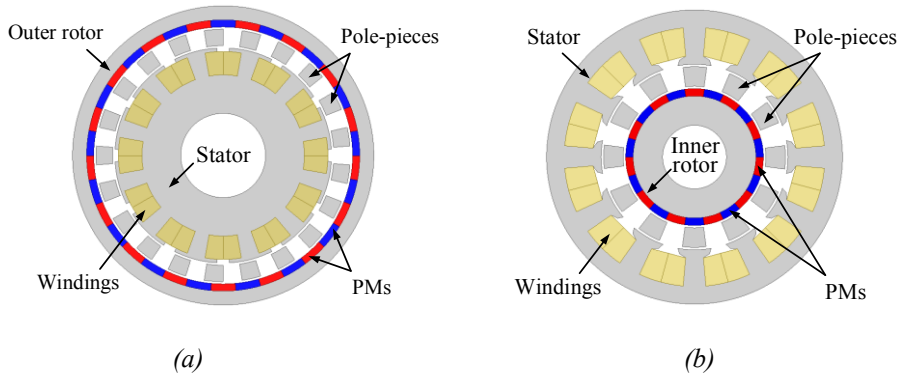 Outer rotor
Pole-pieces
Stator
Windings
PMs
(a)
Stator
Pole-pieces
Inner
rotor
Windings
PMs
(b)